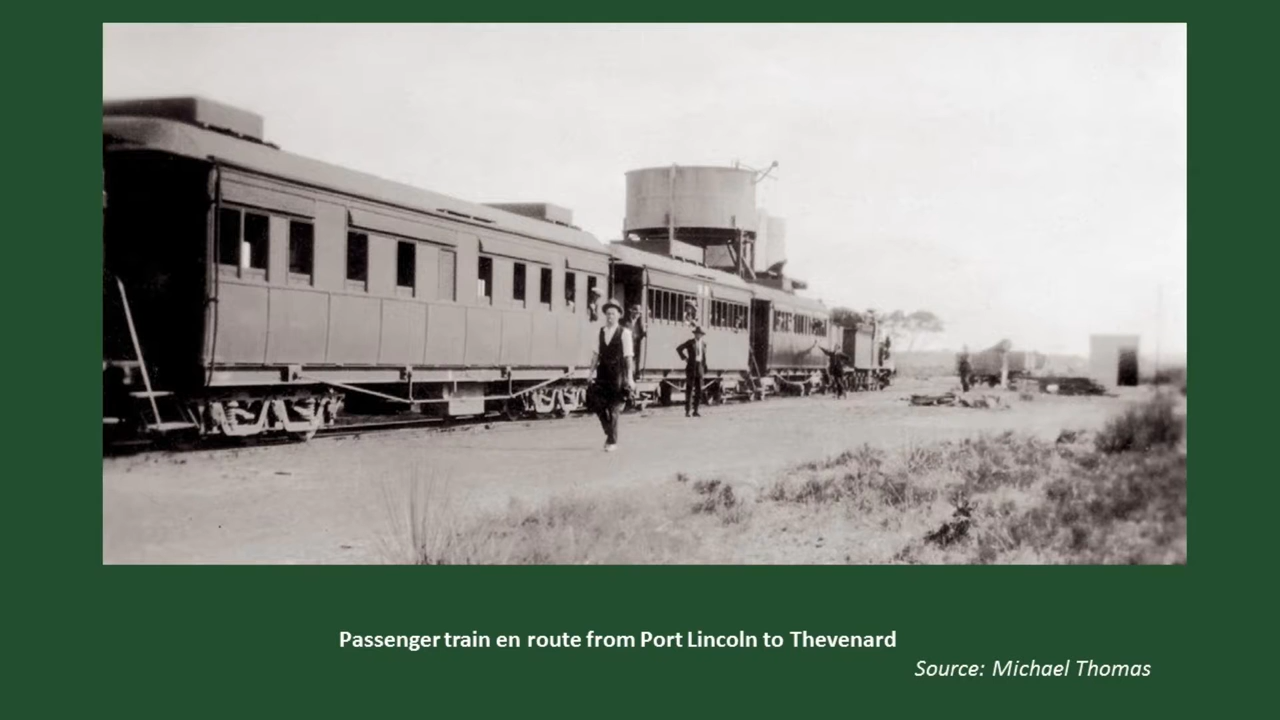 Passenger train en route from Port Lincoln to Thevenard
Source: Michael Thomas